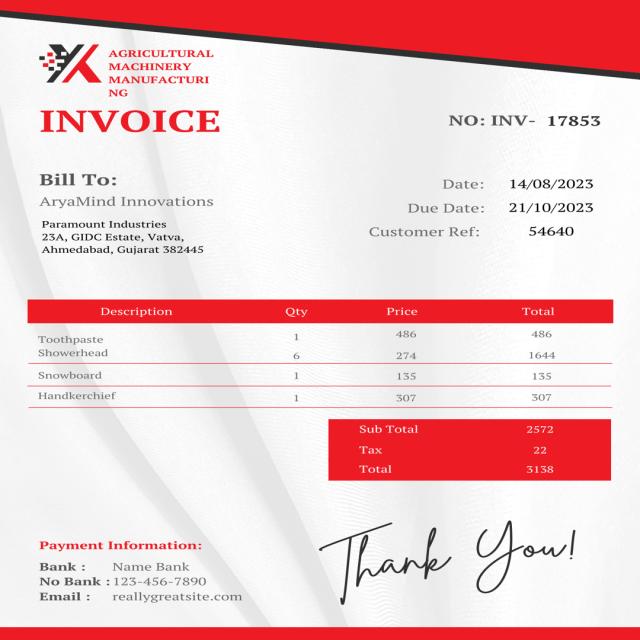 AGRICULTURAL
MACHINERY
MANUFACTURI
NG
INVOICE
NO: INV- 17853
Bill To:
AryaMind Innovations
Paramount Industries
23A, GIDC Estate, Vatva,
Ahmedabad, Gujarat 382445
Date: 14/08/2023
Due Date: 21/10/2023
Customer Ref: 54640
Description Qty Price Total
Toothpaste 1 486 486
Showerhead 6 274 1644
Snowboard 1 135 135
Handkerchief 1 307 307
Sub Total 2572
Tax 22
Total 3138
Thank You!
Payment Information:
Bank : Name Bank
No Bank : 123-456-7890
Email : reallygreatsite.com